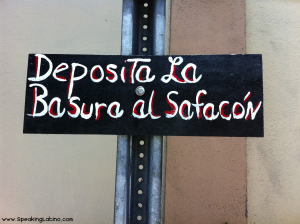 Deposita La
Basura al Safacón
www.SpeakingLatino.com